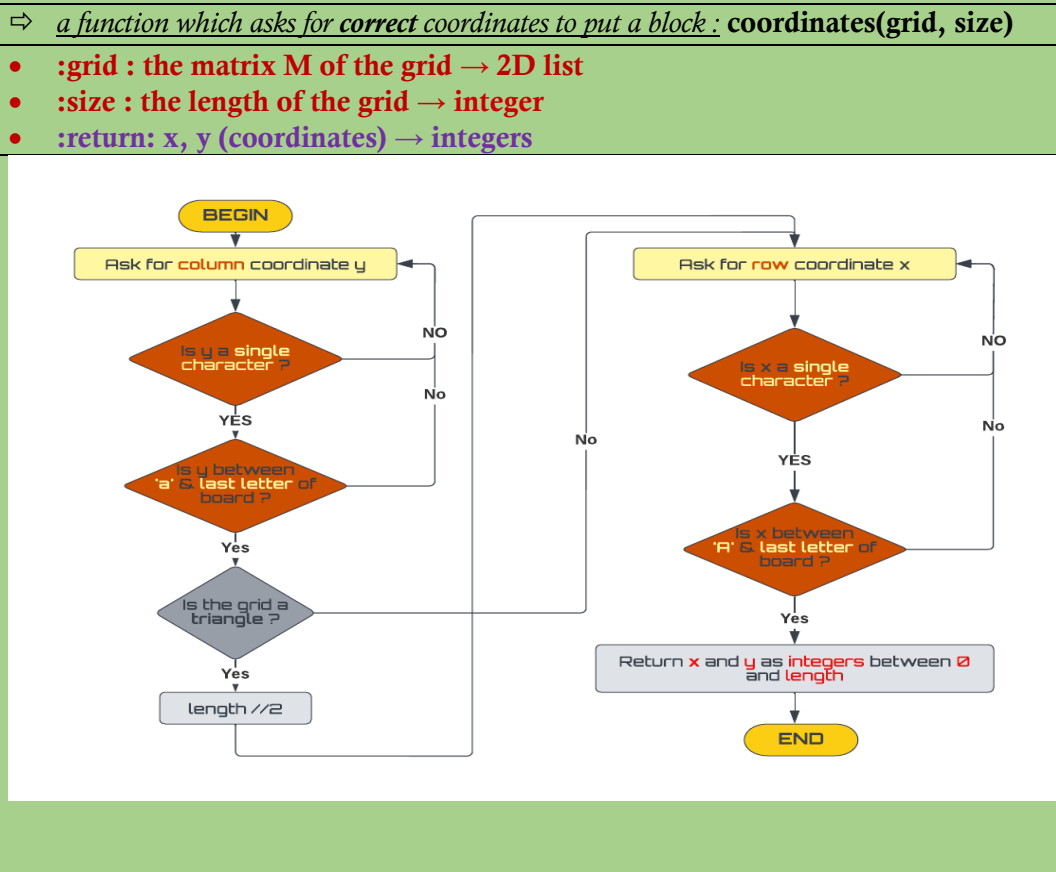 ⇨ a function which asks for correct coordinates to put a block : coordinates(grid, size)
• :grid : the matrix M of the grid → 2D list
• :size : the length of the grid → integer
• :return: x, y (coordinates) → integers
BEGIN
Ask for column coordinate y
NO
Is y a single
character ?
No
YES
Is y between
'a' & last letter of
board ?
Yes
Is the grid a
triangle ?
Yes
length //2
No
Ask for row coordinate x
NO
Is x a single
character ?
No
YES
Is x between
'A' & last letter of
board ?
Yes
Return x and y as integers between 0
and length
END